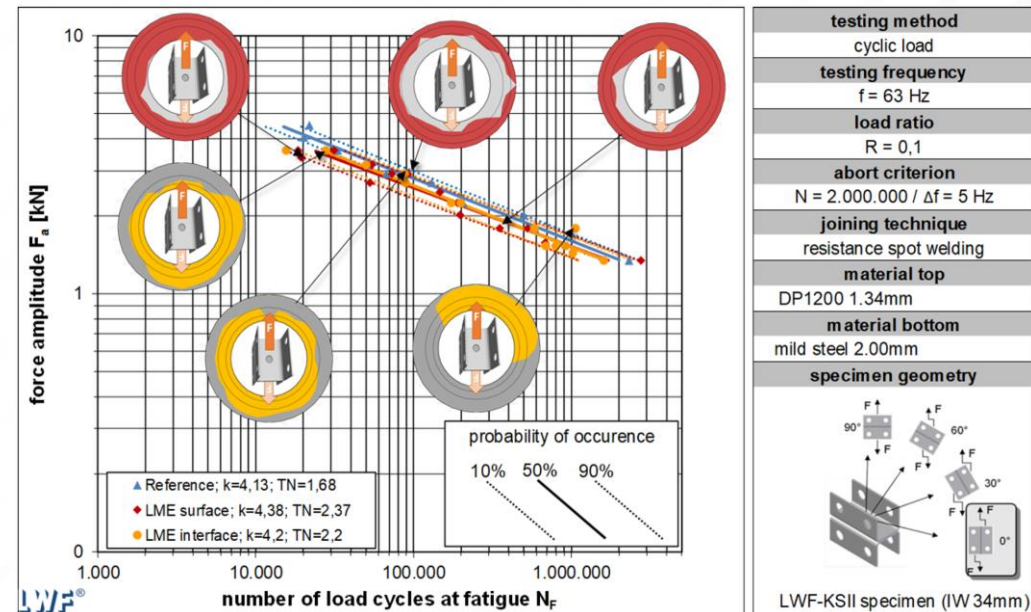 10
1
0
force amplitude Fa [kN]
1.000
10.000
100.000
1.000.000
number of load cycles at fatigue NF
Reference; k=4,13; TN=1,68
LME surface; k=4,38; TN=2,37
LME interface; k=4,2; TN=2,2
probability of occurence
10% 50% 90%
F
F
F
F
F
F
LWF®
testing method
cyclic load
testing frequency
f = 63 Hz
load ratio
R = 0,1
abort criterion
N = 2.000.000 / Δf = 5 Hz
joining technique
resistance spot welding
material top
DP1200 1.34mm
material bottom
mild steel 2.00mm
specimen geometry
F
90°
F
F
60°
F
F
30°
F
F
0°
F
LWF-KSII specimen (IW 34mm)